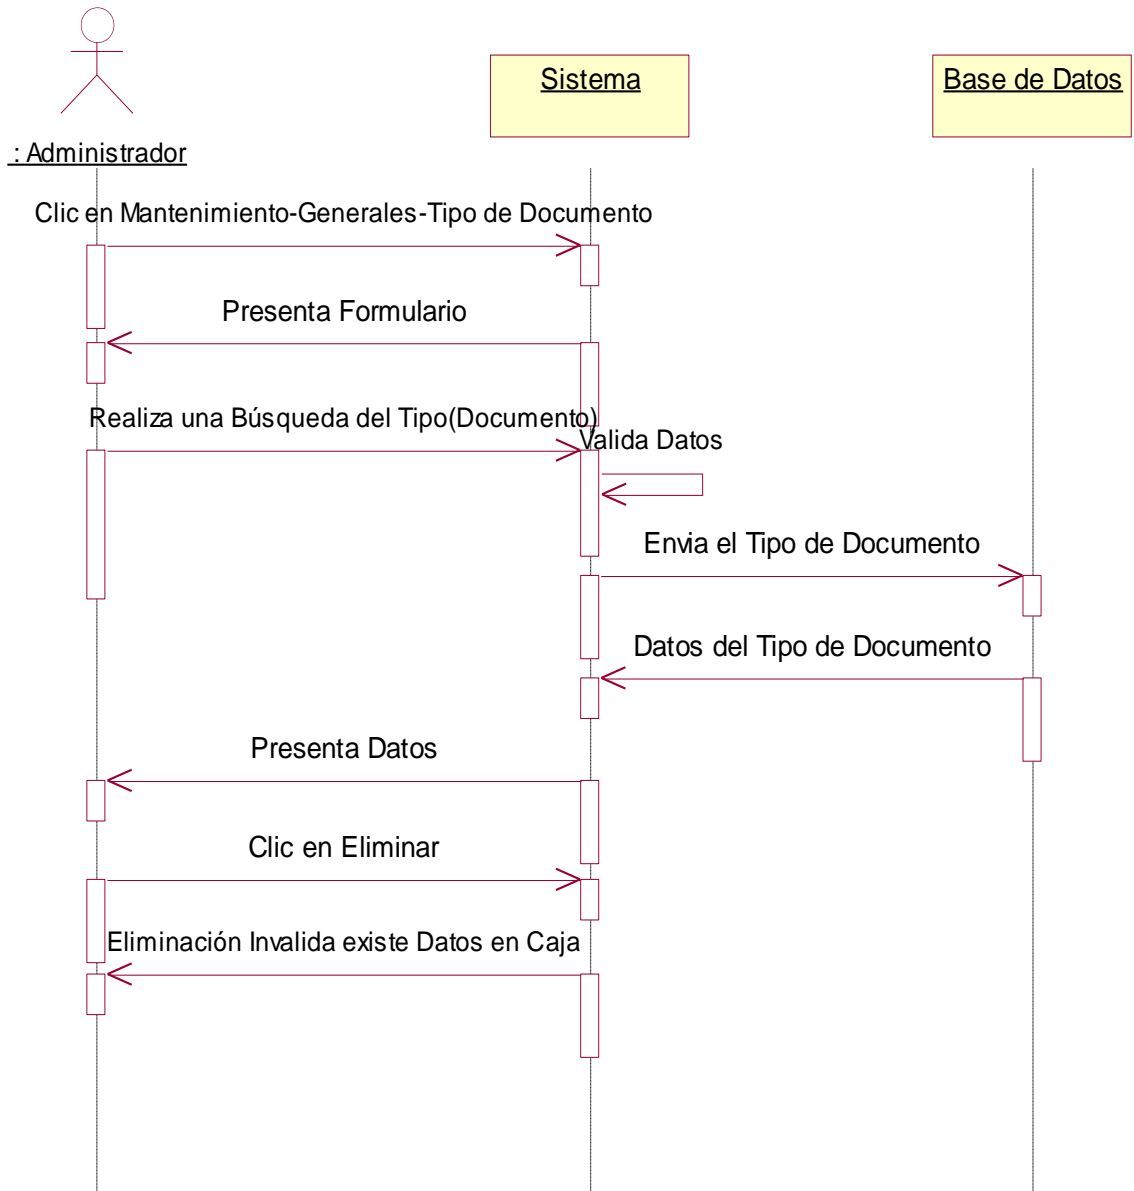 Sistema
Base de Datos
: Administrador
Clic en Mantenimiento-Generales-Tipo de Documento
Presenta Formulario
Realiza una Búsqueda del Tipo(Documento)
Valida Datos
Envia el Tipo de Documento
Datos del Tipo de Documento
Presenta Datos
Clic en Eliminar
Eliminación Invalida existe Datos en Caja